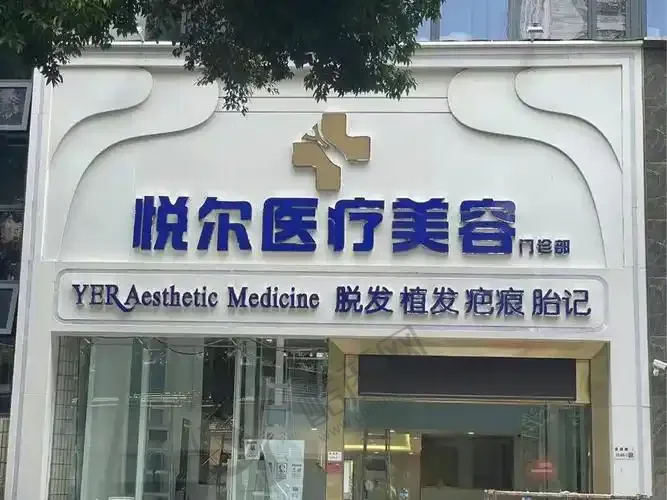 悦尔医疗美容门诊部
YER Aesthetic Medicine 脱发 植发 疤痕 胎记